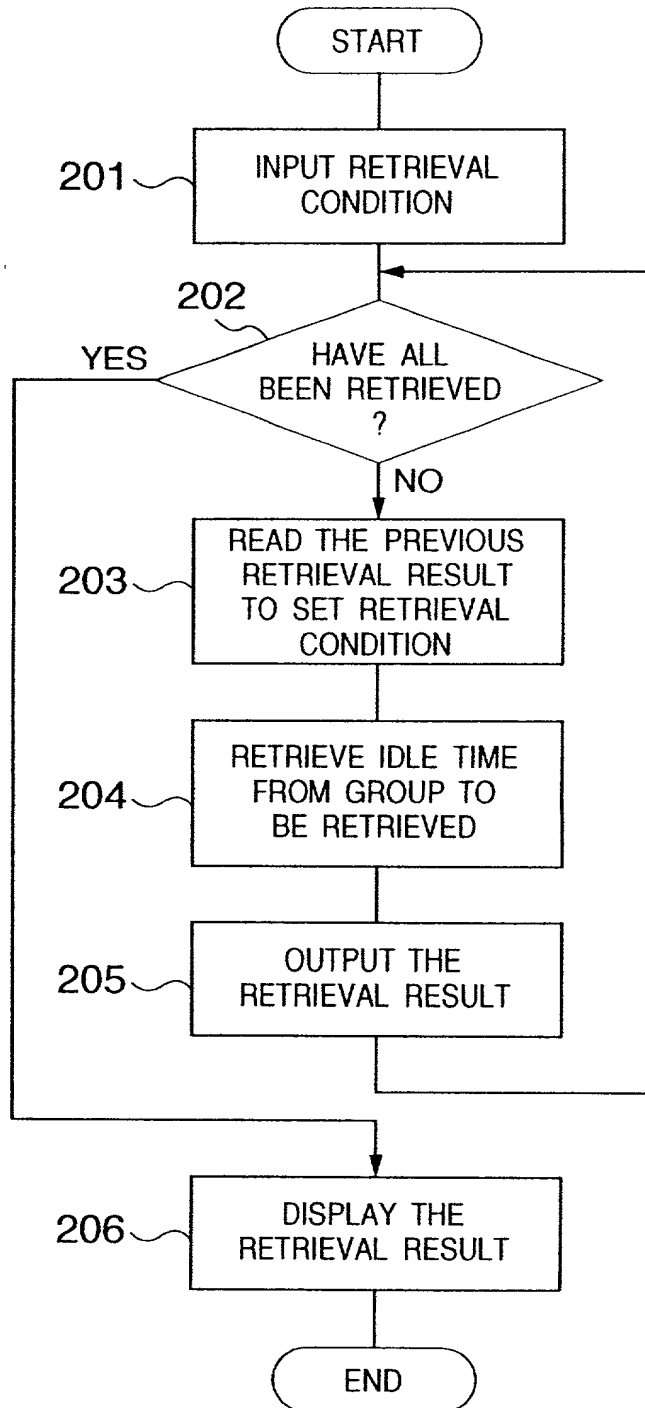 START
201
INPUT RETRIEVAL
CONDITION
202
YES
HAVE ALL
BEEN RETRIEVED
?
NO
203
READ THE PREVIOUS
RETRIEVAL RESULT
TO SET RETRIEVAL
CONDITION
204
RETRIEVE IDLE TIME
FROM GROUP TO
BE RETRIEVED
205
OUTPUT THE
RETRIEVAL RESULT
206
DISPLAY THE
RETRIEVAL RESULT
END